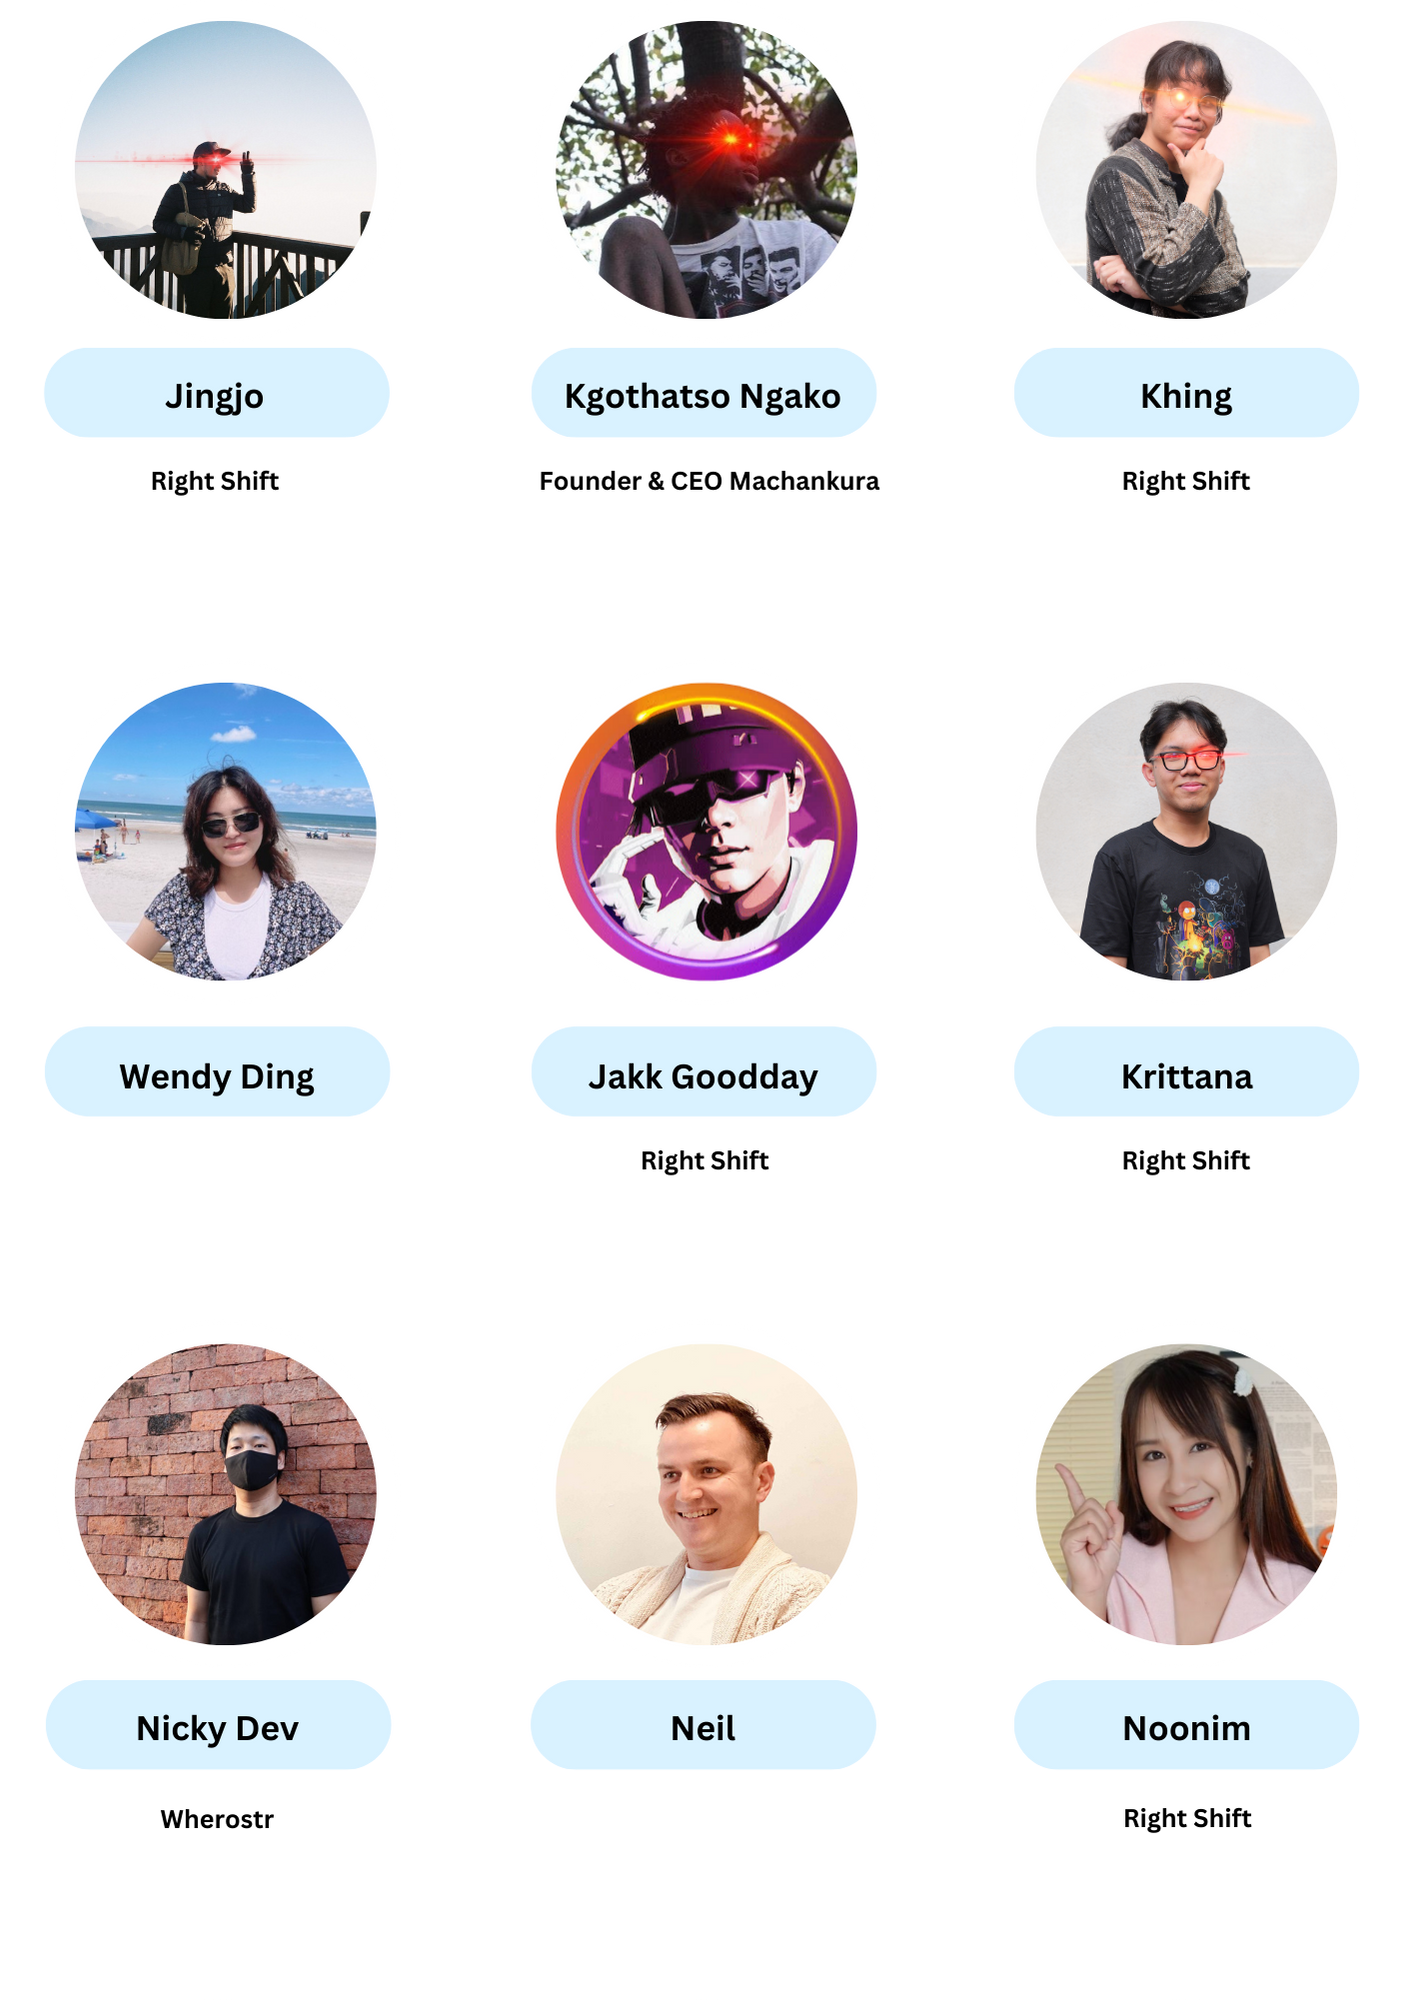 Jingjo
Kgothatso Ngako
Khing
Right Shift
Founder & CEO Machankura
Right Shift
Wendy Ding
Jakk Goodday
Krittana
Right Shift
Right Shift
Nicky Dev
Neil
Noonim
Wherostr
Right Shift